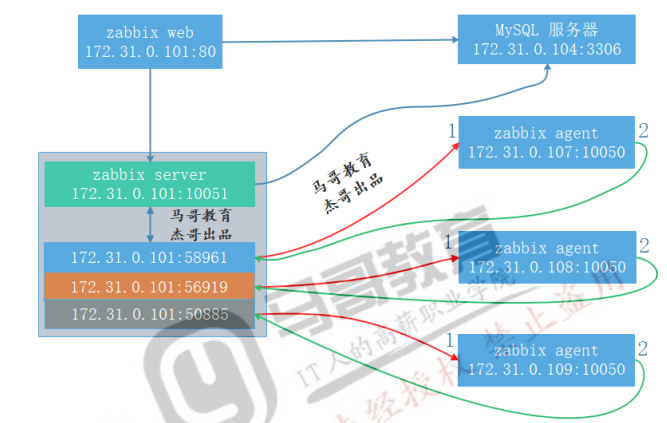 zabbix web
172.31.0.101:80
MySQL 服务器
172.31.0.104:3306
1
zabbix agent
172.31.0.107:10050
2
zabbix server
172.31.0.101:10051
马哥教育
杰哥出品
马哥教育
杰哥出品
172.31.0.101:58961
172.31.0.101:56919
172.31.0.101:50885
1
zabbix agent
172.31.0.108:10050
2
1
zabbix agent
172.31.0.109:10050
2
马哥教育
IT人的高薪职业学院
经授权 禁止盗用